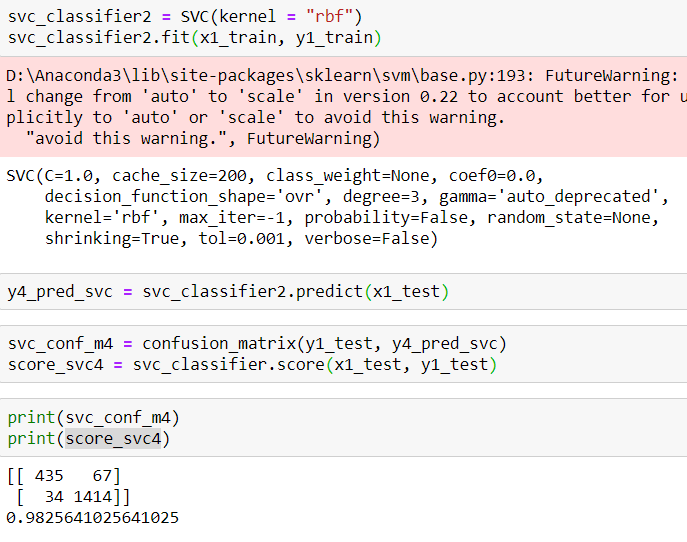 svc_classifier2 = SVC(kernel = "rbf")
svc_classifier2.fit(x1_train, y1_train)
D:\Anaconda3\lib\site-packages\sklearn\svm\base.py:193: FutureWarning:
l change from 'auto' to 'scale' in version 0.22 to account better for u
plicitly to 'auto' or 'scale' to avoid this warning.
"avoid this warning.", FutureWarning)
SVC(C=1.0, cache_size=200, class_weight=None, coef0=0.0,
decision_function_shape='ovr', degree=3, gamma='auto_deprecated',
kernel='rbf', max_iter=-1, probability=False, random_state=None,
shrinking=True, tol=0.001, verbose=False)
y4_pred_svc = svc_classifier2.predict(x1_test)
svc_conf_m4 = confusion_matrix(y1_test, y4_pred_svc)
score_svc4 = svc_classifier.score(x1_test, y1_test)
print(svc_conf_m4)
print(score_svc4)
[[ 435   67]
[  34 1414]]
0.9825641025641025